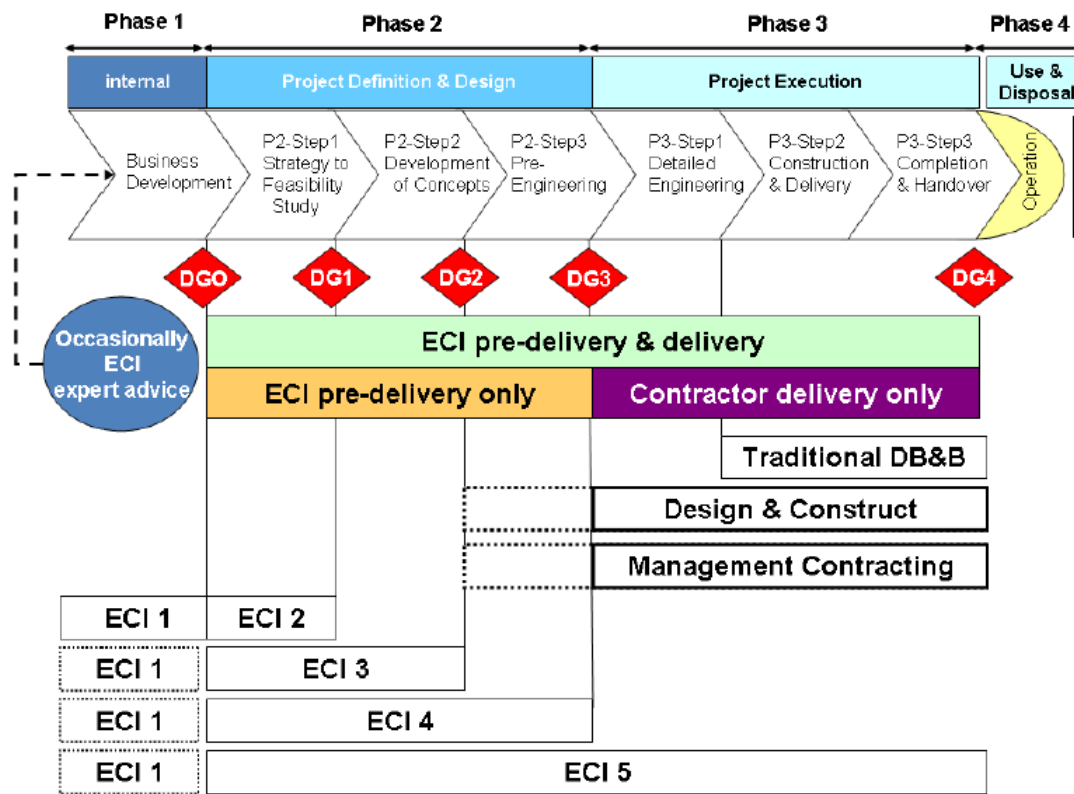 Phase 1
Phase 2
Phase 3
Phase 4
internal
Project Definition & Design
Project Execution
Use &
Disposal
Business
Development
P2-Step1
Strategy to
Feasibility
Study
P2-Step2
Development
of Concepts
P2-Step3
Pre-
Engineering
P3-Step1
Detailed
Engineering
P3-Step2
Construction
& Delivery
P3-Step3
Completion
& Handover
Operation
DG0
DG1
DG2
DG3
DG4
Occasionally
ECI
expert advice
ECI pre-delivery & delivery
ECI pre-delivery only
Contractor delivery only
Traditional DB&B
Design & Construct
Management Contracting
ECI 1
ECI 2
ECI 1
ECI 3
ECI 1
ECI 4
ECI 1
ECI 5